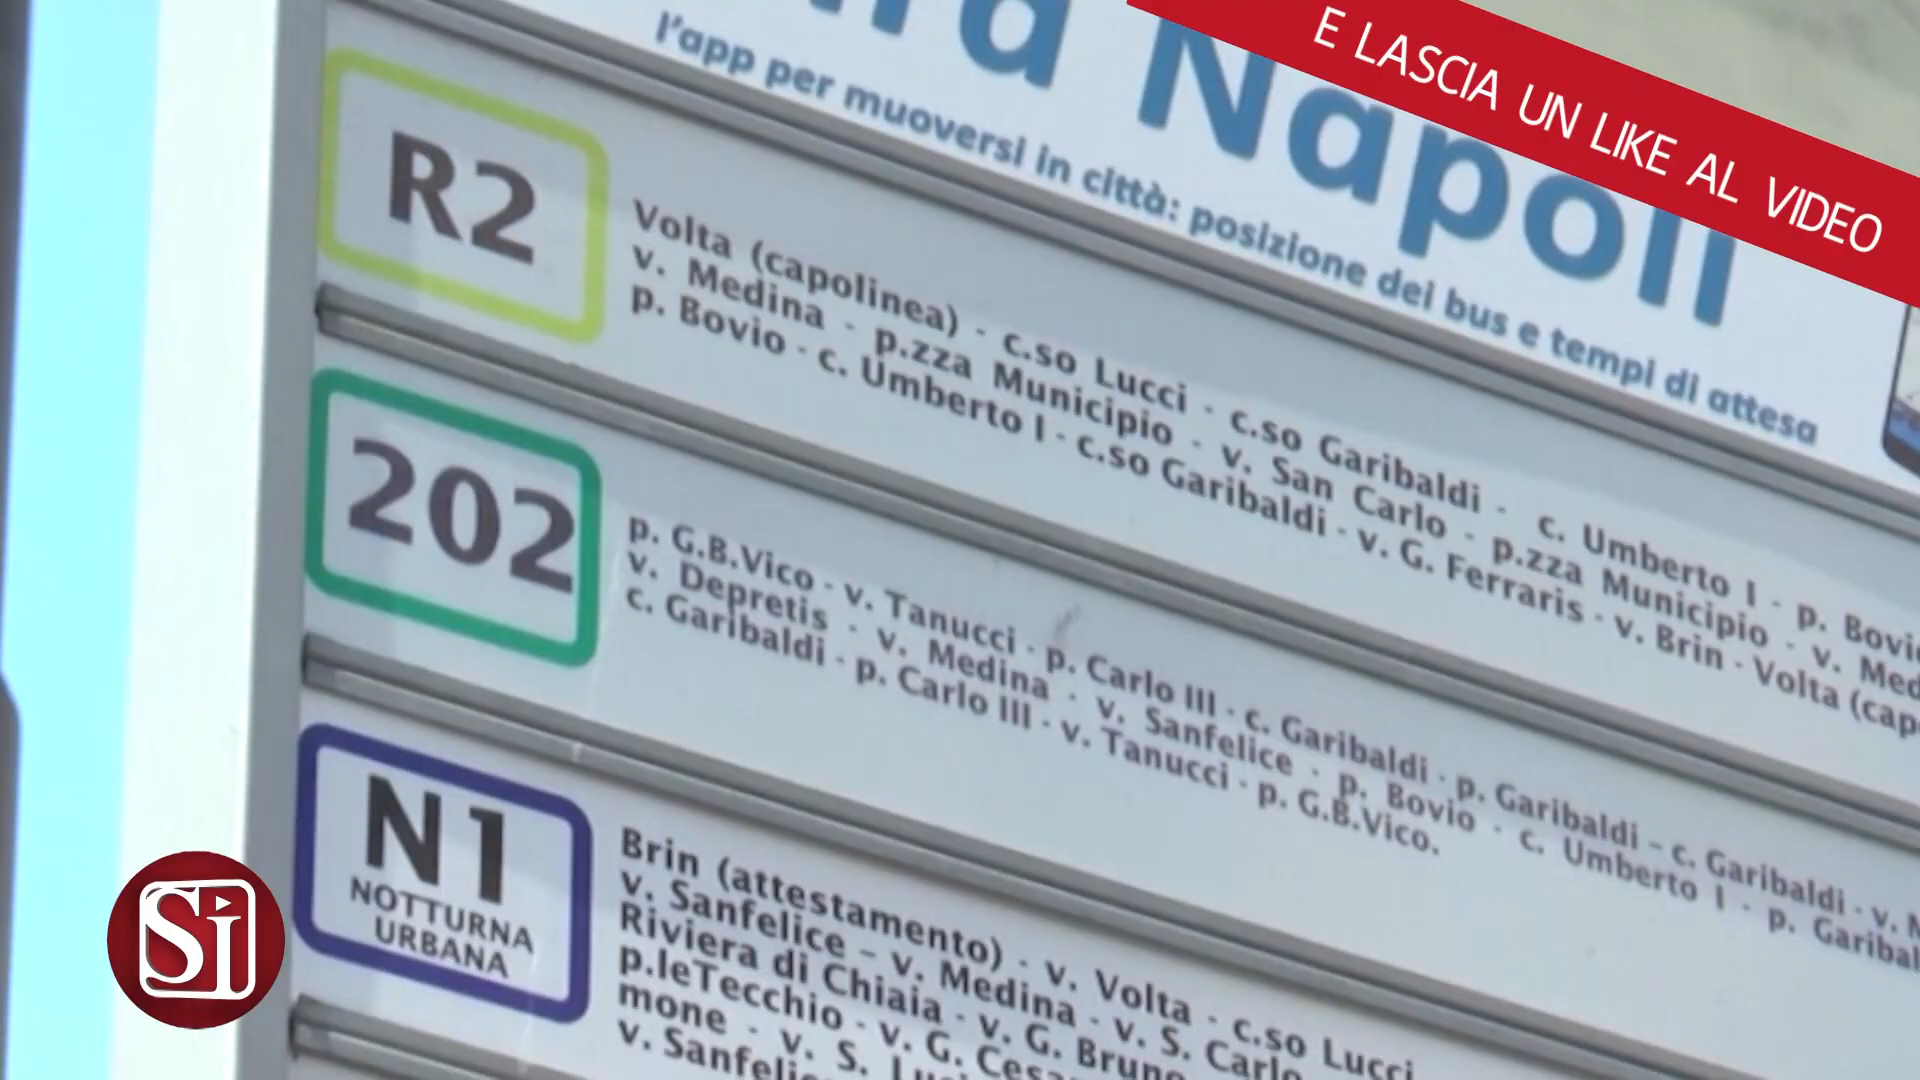 E LASCIA UN LIKE AL VIDEO
Napoli
l'app per muoversi in città: posizione dei bus e tempi di attesa
R2
Volta (capolinea) - c.so Lucci - c.so Garibaldi - c. Umberto I - p. Bovio
v. Medina - p.zza Municipio - v. San Carlo - p.zza Municipio - v. Med
p. Bovio - c. Umberto I - c.so Garibaldi - v. G. Ferraris - v. Brin - Volta (cap
202
p. G.B.Vico - v. Tanucci - p. Carlo III - c. Garibaldi - p. Garibaldi - c. Garibaldi - v. M
v. Depretis - v. Medina - v. Sanfelice - p. Bovio - c. Umberto I - p. Garibal
c. Garibaldi - p. Carlo III - v. Tanucci - p. G.B.Vico.
N1
NOTTURNA
URBANA
Brin (attestamento) - v. Volta - c.so Lucci
v. Sanfelice - v. Medina - v. S. Carlo
Riviera di Chiaia - v. G. Bruno
p.leTecchio - v. G. Cesa
mone - v. S. Luc
v. Sanfelic
Si